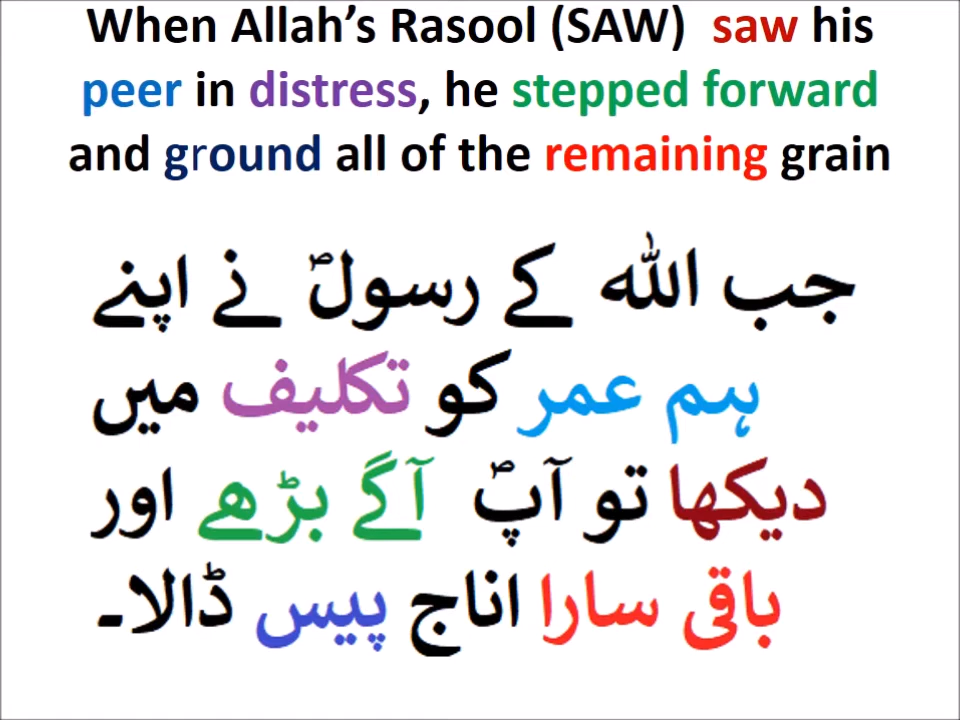 When Allah’s Rasool (SAW) saw his
peer in distress, he stepped forward
and ground all of the remaining grain
جب اللہ کے رسولؐ نے اپنے
ہم عمر کو تکلیف میں
دیکھا تو آپؐ آگے بڑھے اور
باقی سارا اناج پیس ڈالا۔